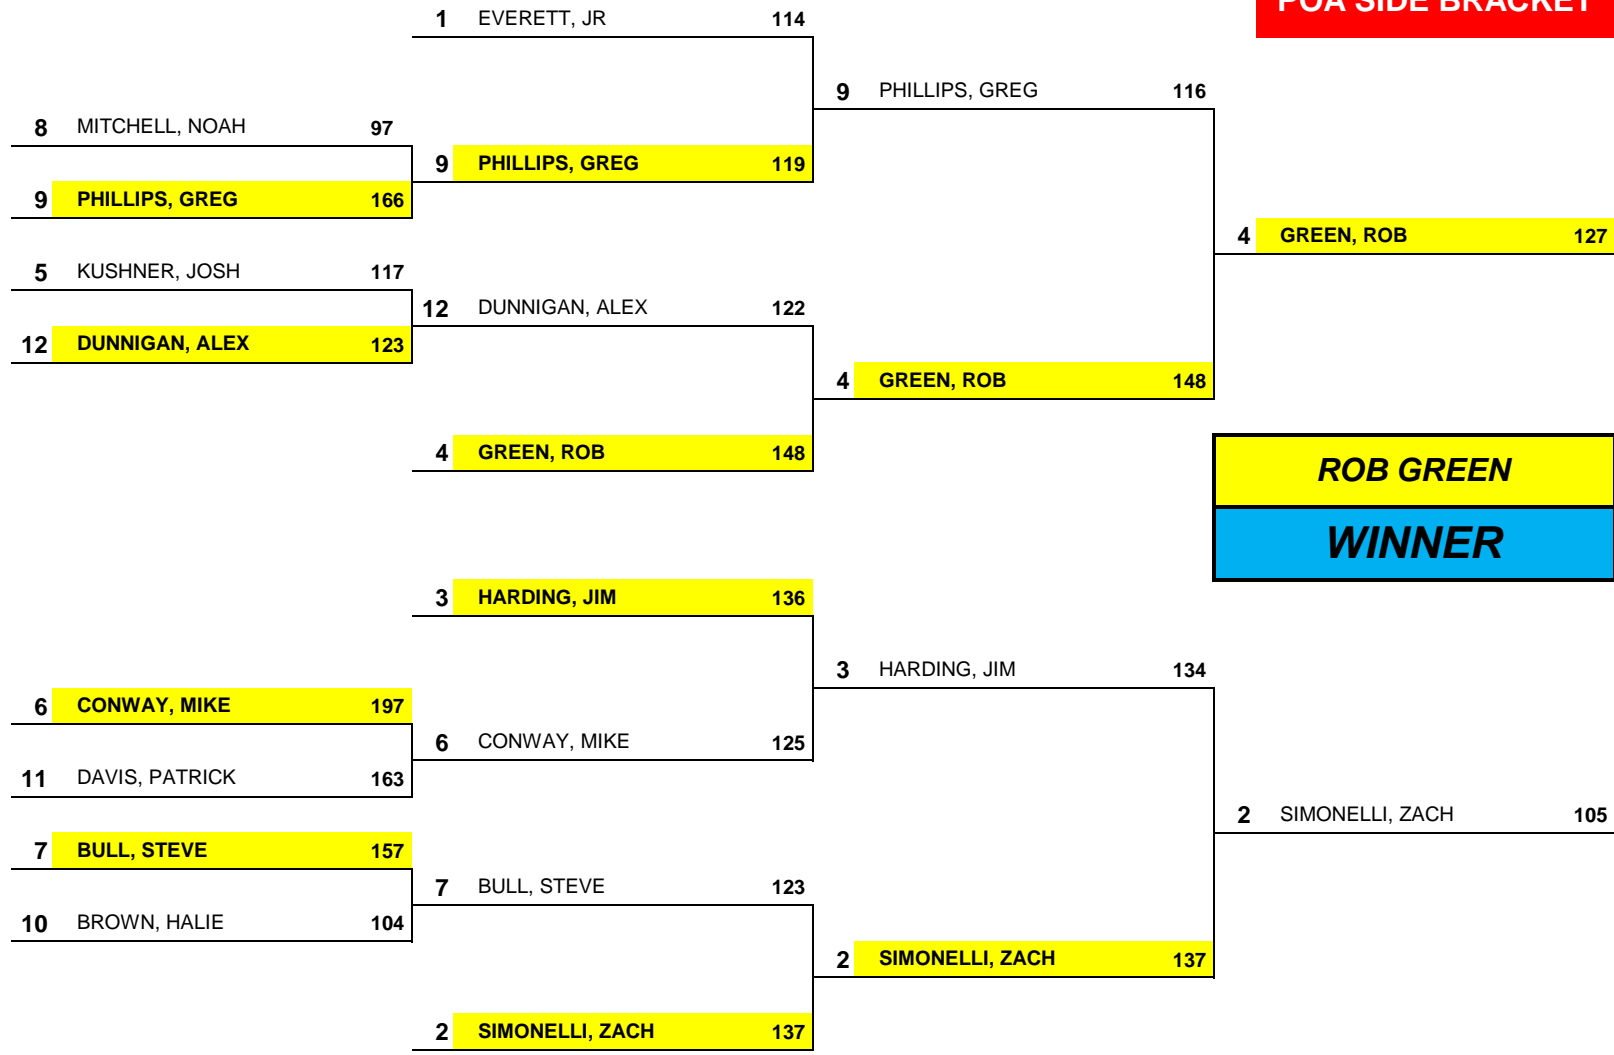 POA SIDE BRACKET
1 EVERETT, JR 114
9 PHILLIPS, GREG 116
8 MITCHELL, NOAH 97
9 PHILLIPS, GREG 119
9 PHILLIPS, GREG 166
4 GREEN, ROB 127
5 KUSHNER, JOSH 117
12 DUNNIGAN, ALEX 122
12 DUNNIGAN, ALEX 123
4 GREEN, ROB 148
4 GREEN, ROB 148
ROB GREEN
WINNER
3 HARDING, JIM 136
3 HARDING, JIM 134
6 CONWAY, MIKE 197
6 CONWAY, MIKE 125
11 DAVIS, PATRICK 163
2 SIMONELLI, ZACH 105
7 BULL, STEVE 157
7 BULL, STEVE 123
10 BROWN, HALIE 104
2 SIMONELLI, ZACH 137
2 SIMONELLI, ZACH 137